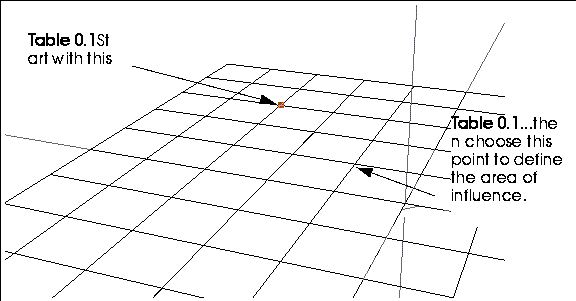 Table 0.1St
art with this
Table 0.1...the
n choose this
point to define
the area of
influence.